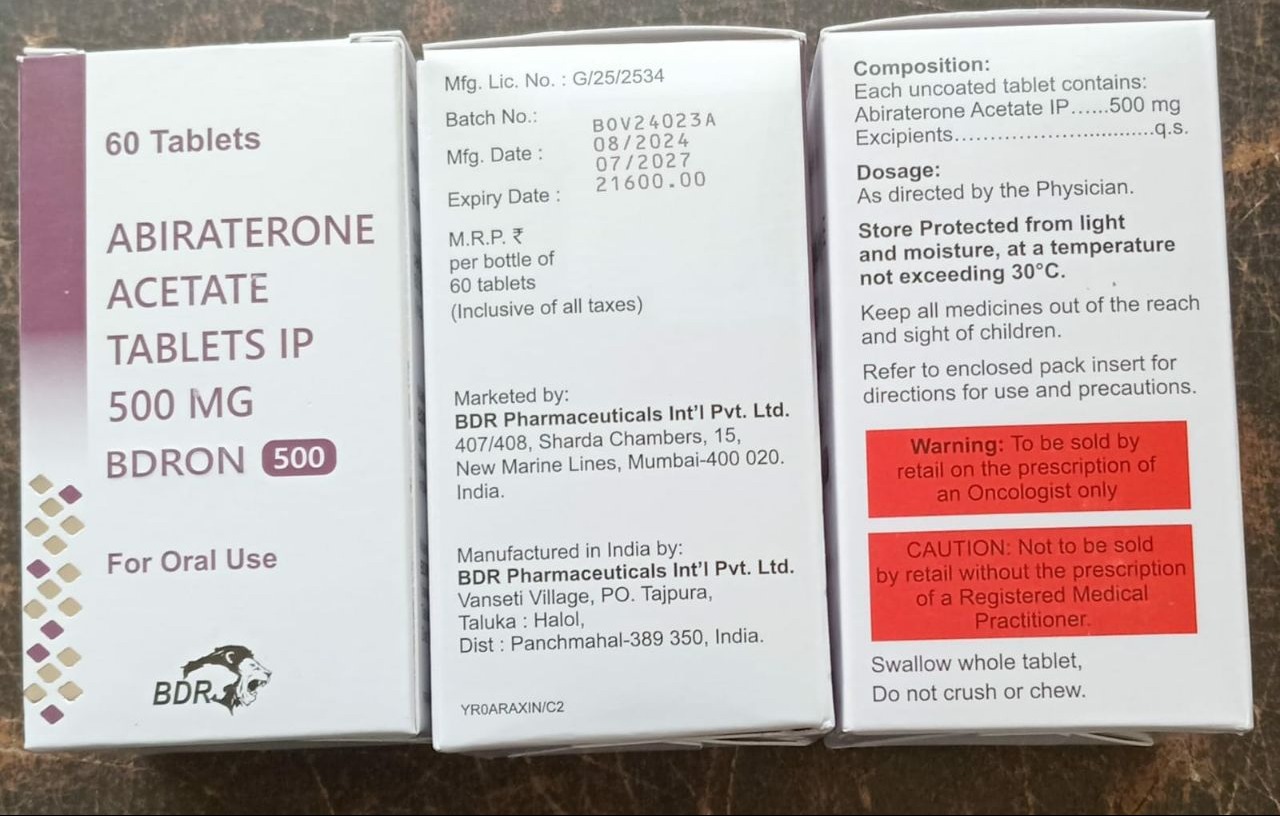 60 Tablets
ABIRATERONE
ACETATE
TABLETS IP
500 MG
BDRON 500
For Oral Use
BDR
Mfg. Lic. No. : G/25/2534
Batch No.: BOV24023A
Mfg. Date : 08/2024
Expiry Date : 07/2027
M.R.P. ₹ 21600.00
per bottle of
60 tablets
(Inclusive of all taxes)
Marketed by:
BDR Pharmaceuticals Int'l Pvt. Ltd.
407/408, Sharda Chambers, 15,
New Marine Lines, Mumbai-400 020.
India.
Manufactured in India by:
BDR Pharmaceuticals Int'l Pvt. Ltd.
Vanseti Village, PO. Tajpura,
Taluka : Halol,
Dist : Panchmahal-389 350, India.
YR0ARAXIN/C2
Composition:
Each uncoated tablet contains:
Abiraterone Acetate IP......500 mg
Excipients..............................q.s.
Dosage:
As directed by the Physician.
Store Protected from light
and moisture, at a temperature
not exceeding 30°C.
Keep all medicines out of the reach
and sight of children.
Refer to enclosed pack insert for
directions for use and precautions.
Warning: To be sold by
retail on the prescription of
an Oncologist only
CAUTION: Not to be sold
by retail without the prescription
of a Registered Medical
Practitioner.
Swallow whole tablet,
Do not crush or chew.